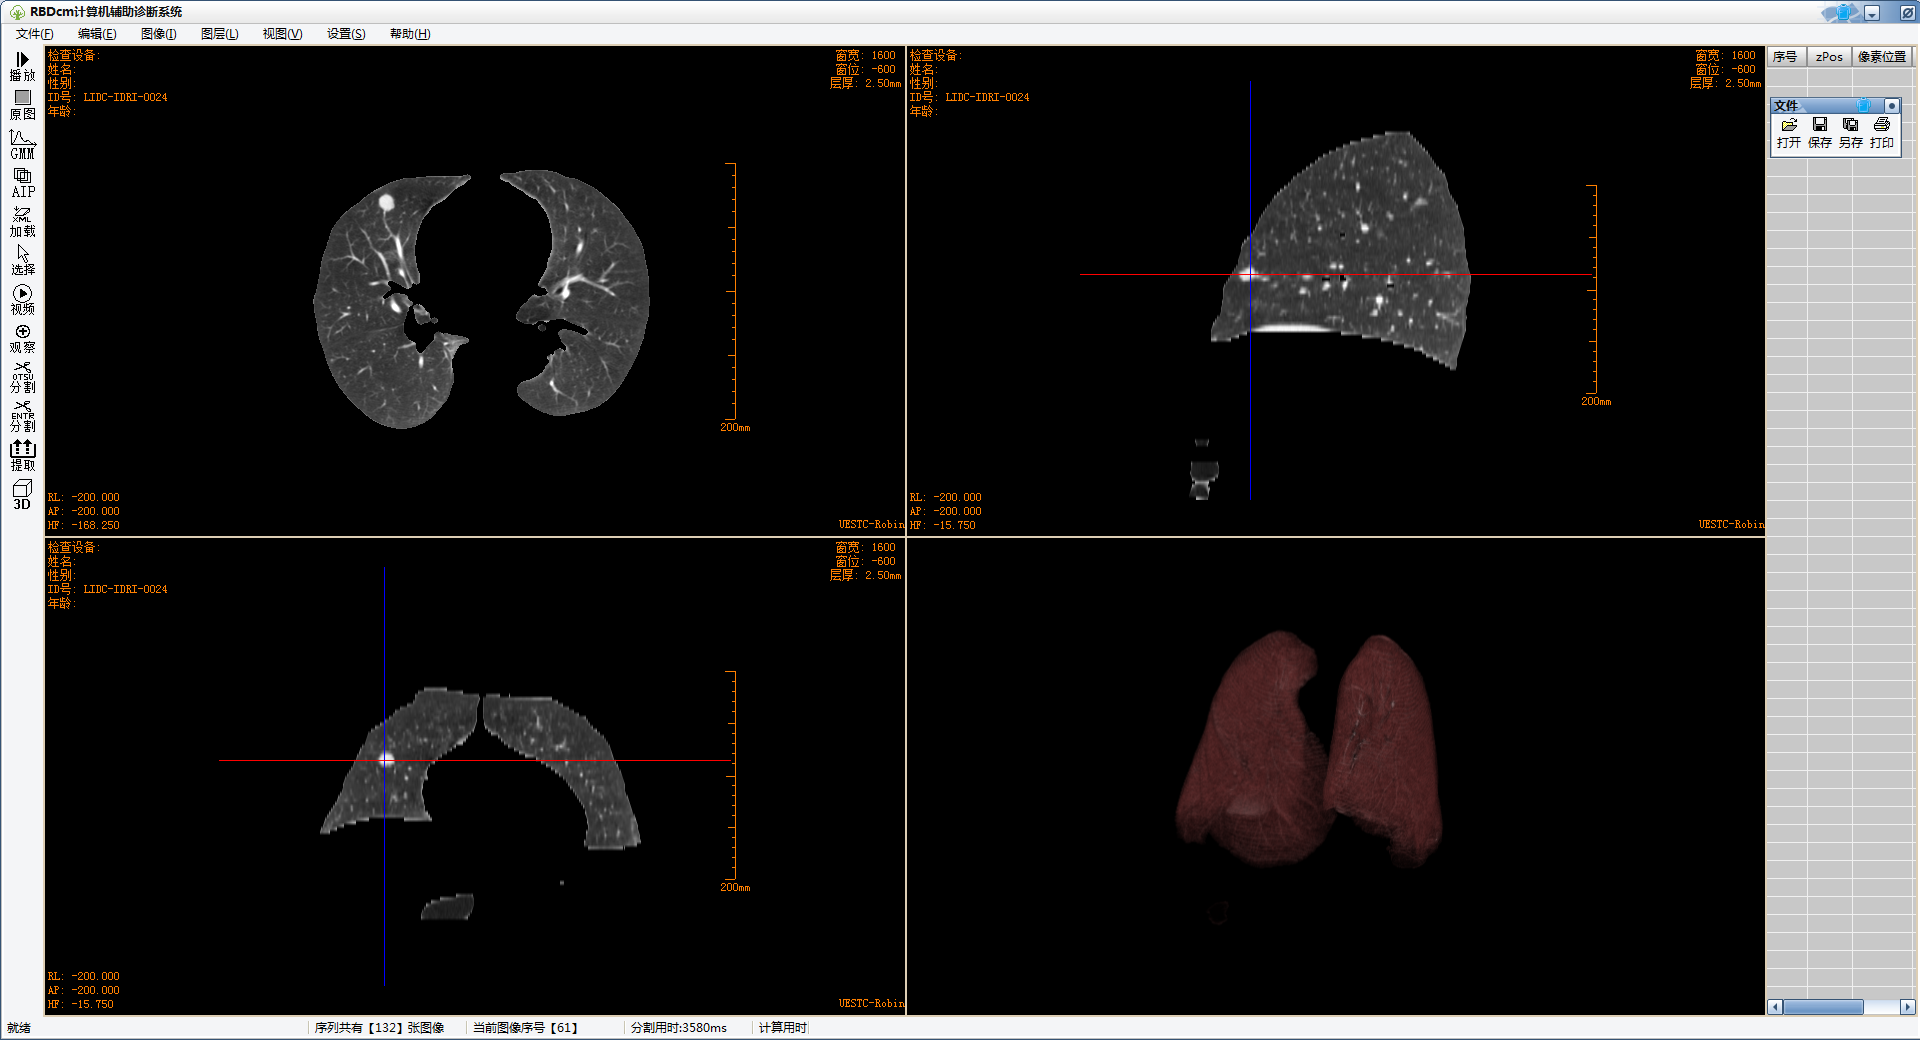 RBDcm计算机辅助诊断系统
文件(F) 编辑(E) 图像(I) 图层(L) 视图(V) 设置(S) 帮助(H)
播放
原图
GMM
AIP
XML
加载
选择
视频
观察
OTSU
分割
ENTR
分割
提取
3D
检查设备:
姓名:
性别:
ID号: LIDC-IDRI-0024
年龄:
窗宽: 1600
窗位: -600
层厚: 2.50mm
200mm
RL: -200.000
AP: -200.000
HF: -168.250
UESTC-Robin
检查设备:
姓名:
性别:
ID号: LIDC-IDRI-0024
年龄:
窗宽: 1600
窗位: -600
层厚: 2.50mm
200mm
RL: -200.000
AP: -200.000
HF: -15.750
UESTC-Robin
检查设备:
姓名:
性别:
ID号: LIDC-IDRI-0024
年龄:
窗宽: 1600
窗位: -600
层厚: 2.50mm
200mm
RL: -200.000
AP: -200.000
HF: -15.750
UESTC-Robin
序号 zPos 像素位置
文件
打开 保存 另存 打印
就绪 序列共有【132】张图像 当前图像序号【61】 分割用时:3580ms 计算用时